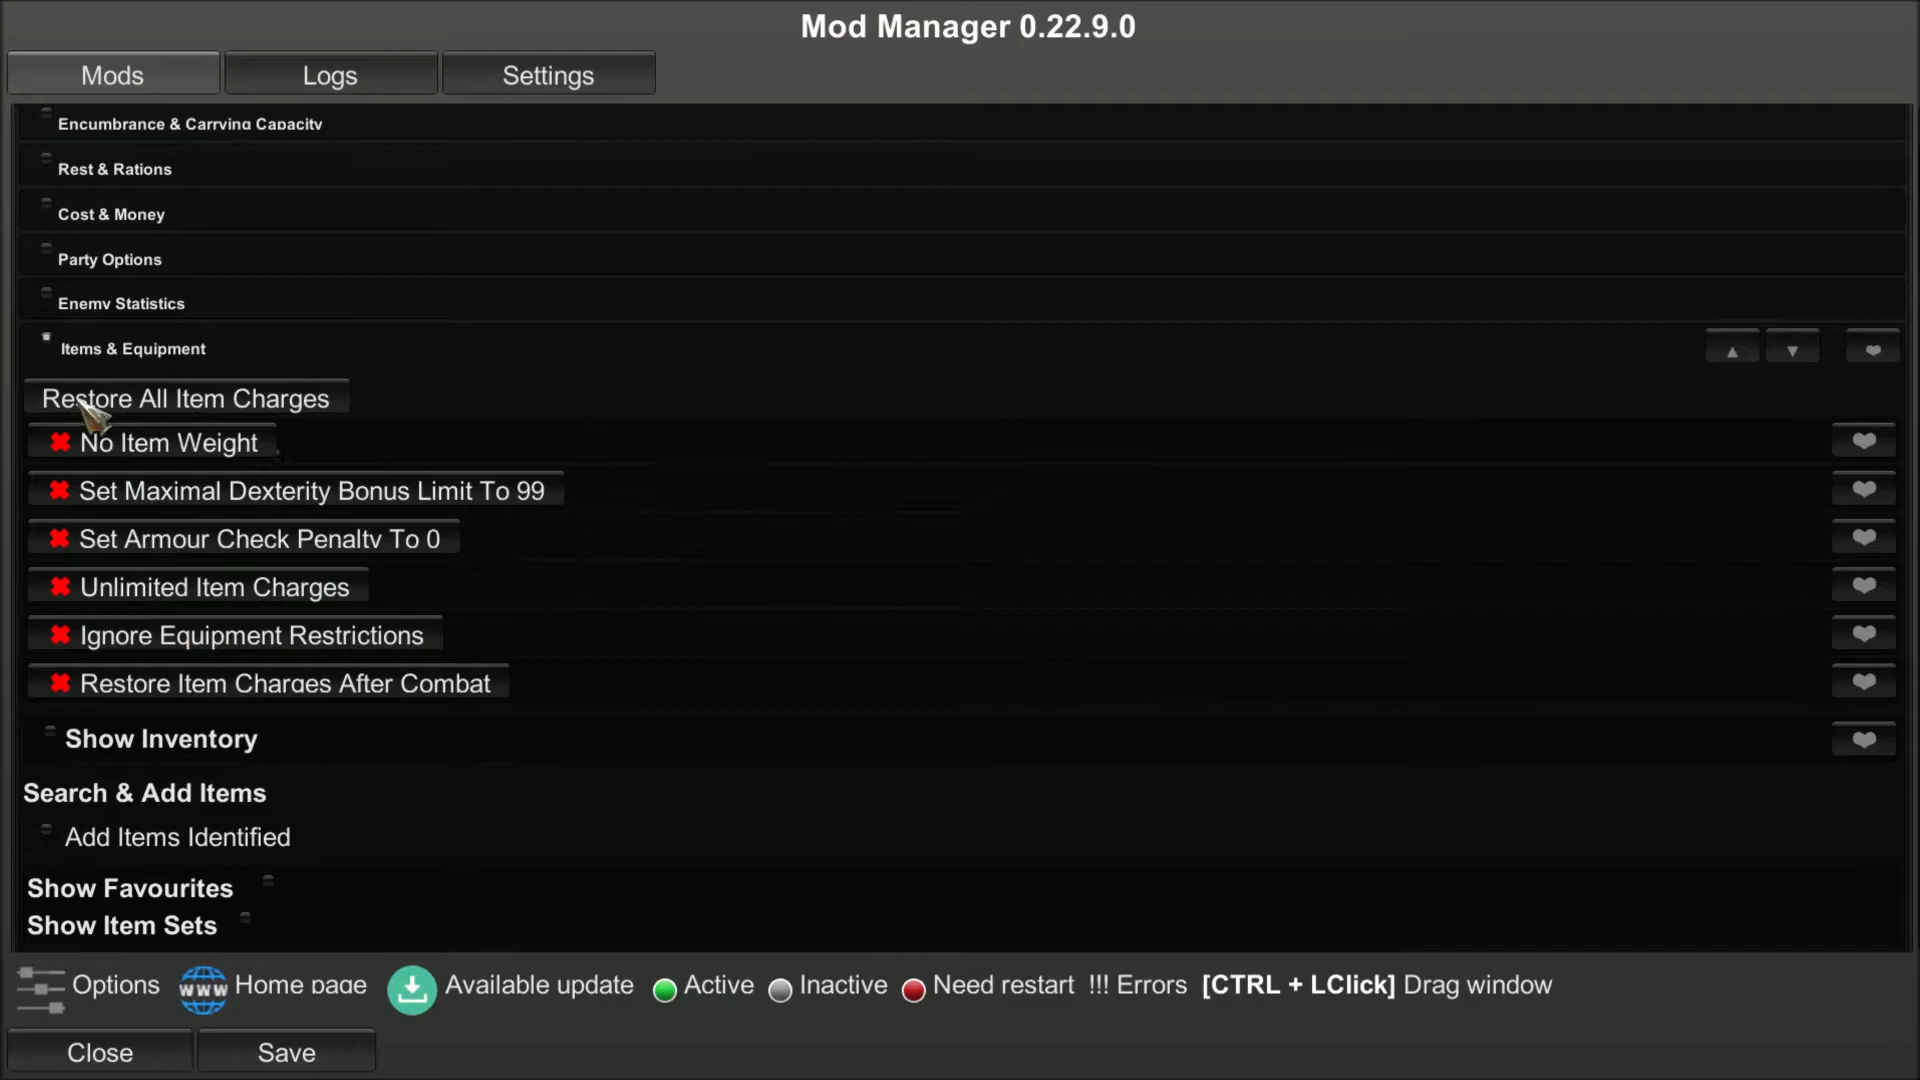 Mod Manager 0.22.9.0
Mods Logs Settings
Encumbrance & Carrying Capacity
Rest & Rations
Cost & Money
Party Options
Enemy Statistics
Items & Equipment
Restore All Item Charges
No Item Weight
Set Maximal Dexterity Bonus Limit To 99
Set Armour Check Penalty To 0
Unlimited Item Charges
Ignore Equipment Restrictions
Restore Item Charges After Combat
Show Inventory
Search & Add Items
Add Items Identified
Show Favourites
Show Item Sets
Options www Home page Available update Active Inactive Need restart !!! Errors [CTRL + LClick] Drag window
Close Save